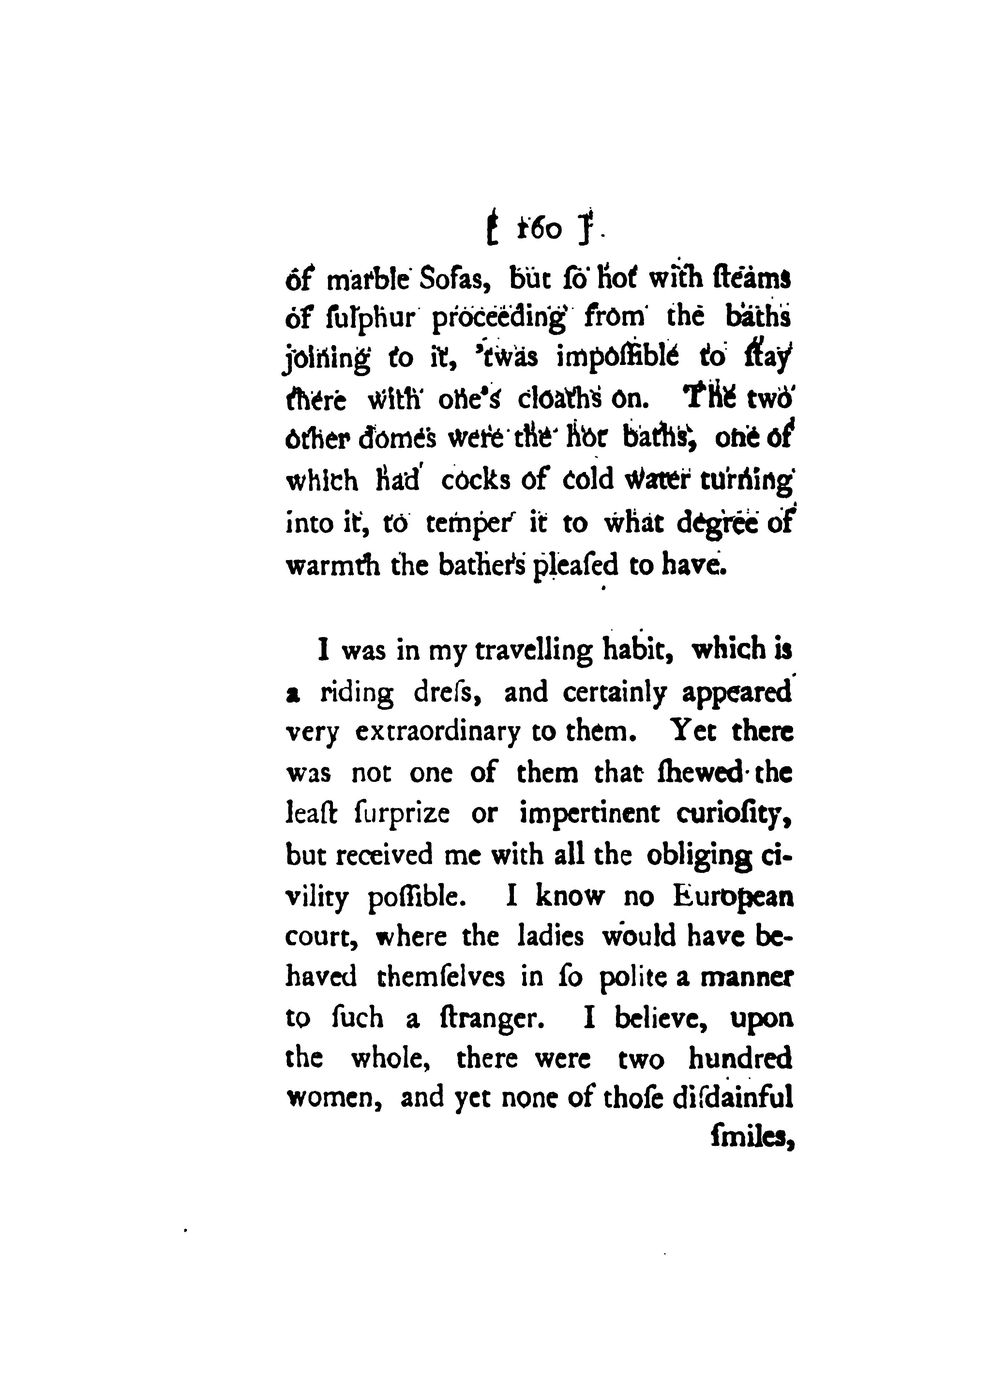 [ 160 ].
of marble Sofas, but ſo hot with ſteams
of ſulphur proceeding from the baths
joining to it, 'twas impoſſible to ſtay
there with one's cloaths on. The two
other domes were the hot baths, one of
which had cocks of cold water turning
into it, to temper it to what degree of
warmth the bathers pleaſed to have.
I was in my travelling habit, which is
a riding dreſs, and certainly appeared
very extraordinary to them. Yet there
was not one of them that ſhewed the
leaſt ſurprize or impertinent curioſity,
but received me with all the obliging ci-
vility poſſible. I know no European
court, where the ladies would have be-
haved themſelves in ſo polite a manner
to ſuch a ſtranger. I believe, upon
the whole, there were two hundred
women, and yet none of thoſe diſdainful
ſmiles,